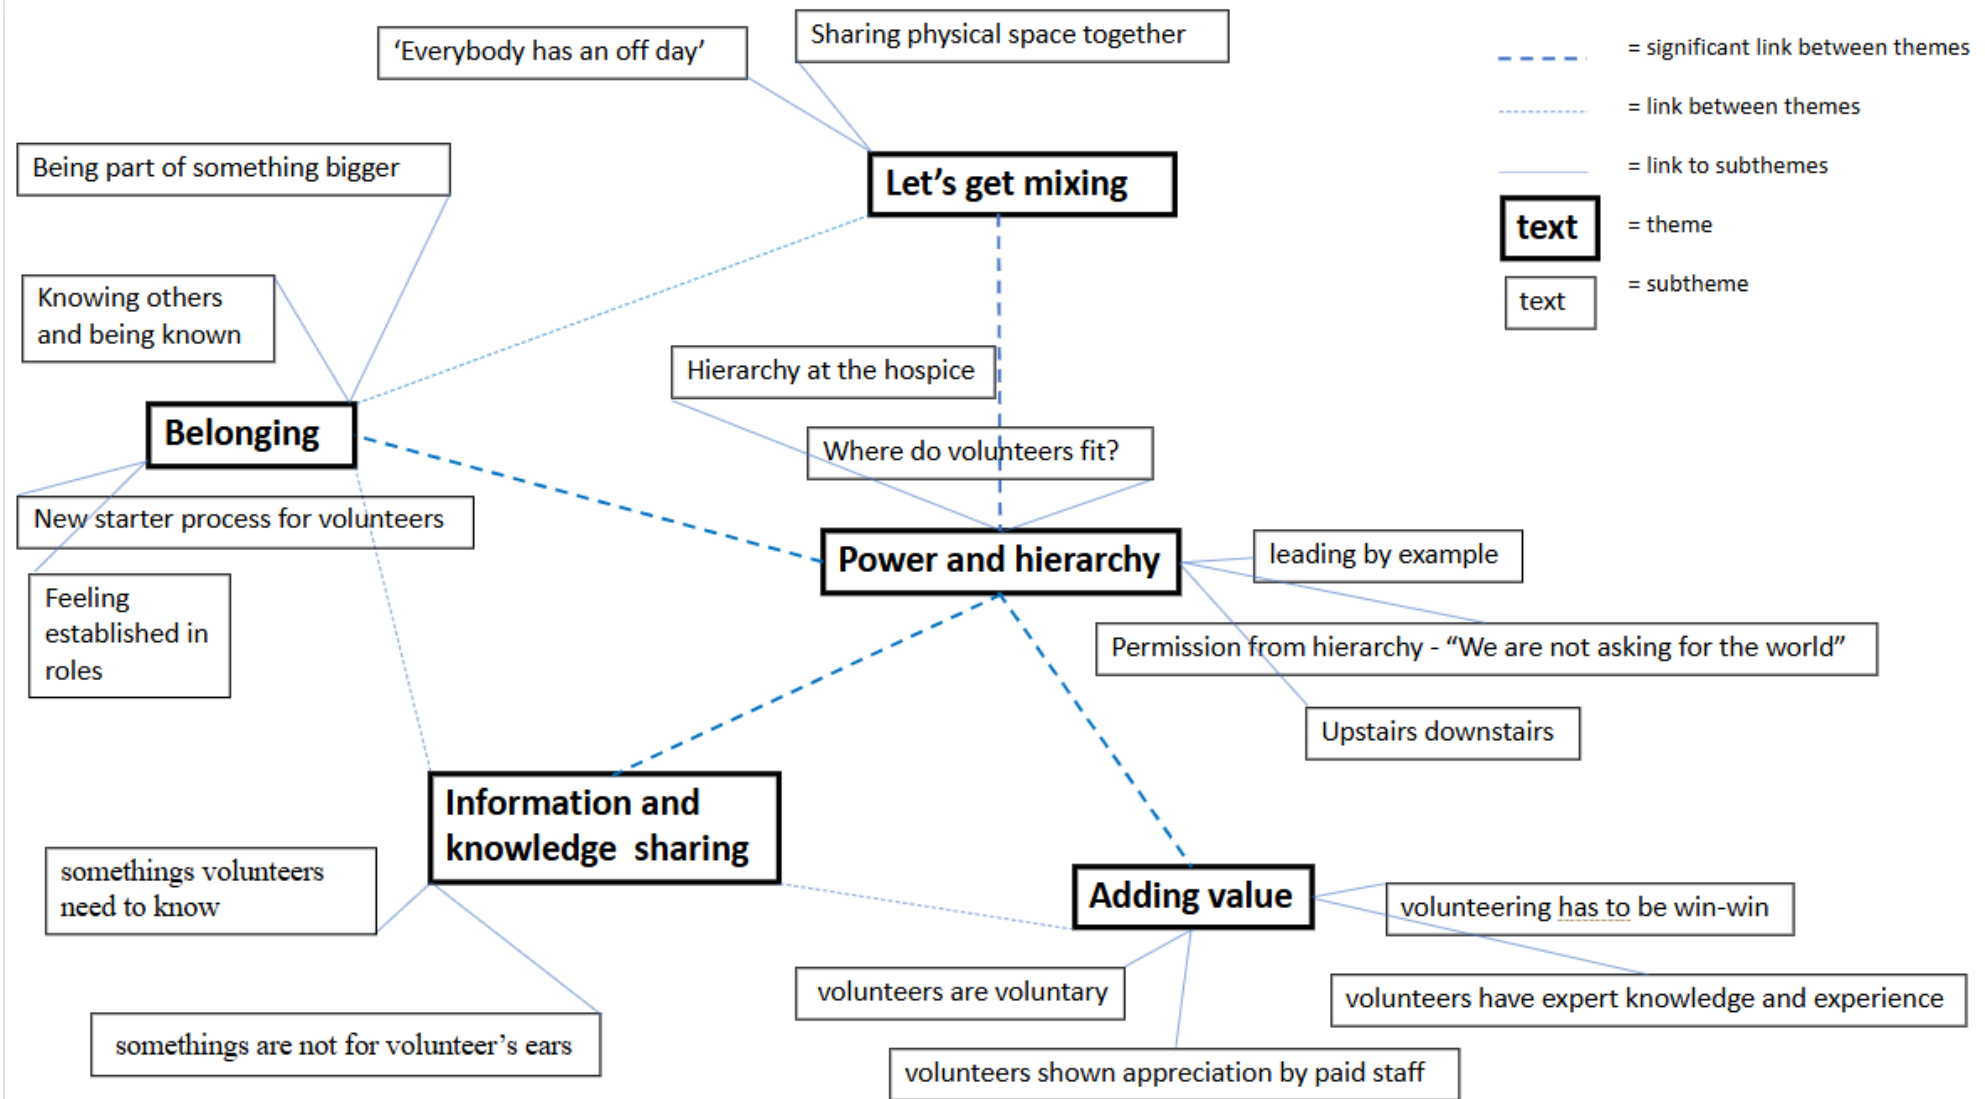 ‘Everybody has an off day’
Sharing physical space together
= significant link between themes
= link between themes
= link to subthemes
text
= theme
text
= subtheme
Being part of something bigger
Let’s get mixing
Knowing others
and being known
Hierarchy at the hospice
Belonging
Where do volunteers fit?
New starter process for volunteers
Power and hierarchy
leading by example
Feeling
established in
roles
Permission from hierarchy - “We are not asking for the world”
Upstairs downstairs
Information and
knowledge  sharing
somethings volunteers
need to know
Adding value
volunteering has to be win-win
volunteers are voluntary
volunteers have expert knowledge and experience
somethings are not for volunteer’s ears
volunteers shown appreciation by paid staff